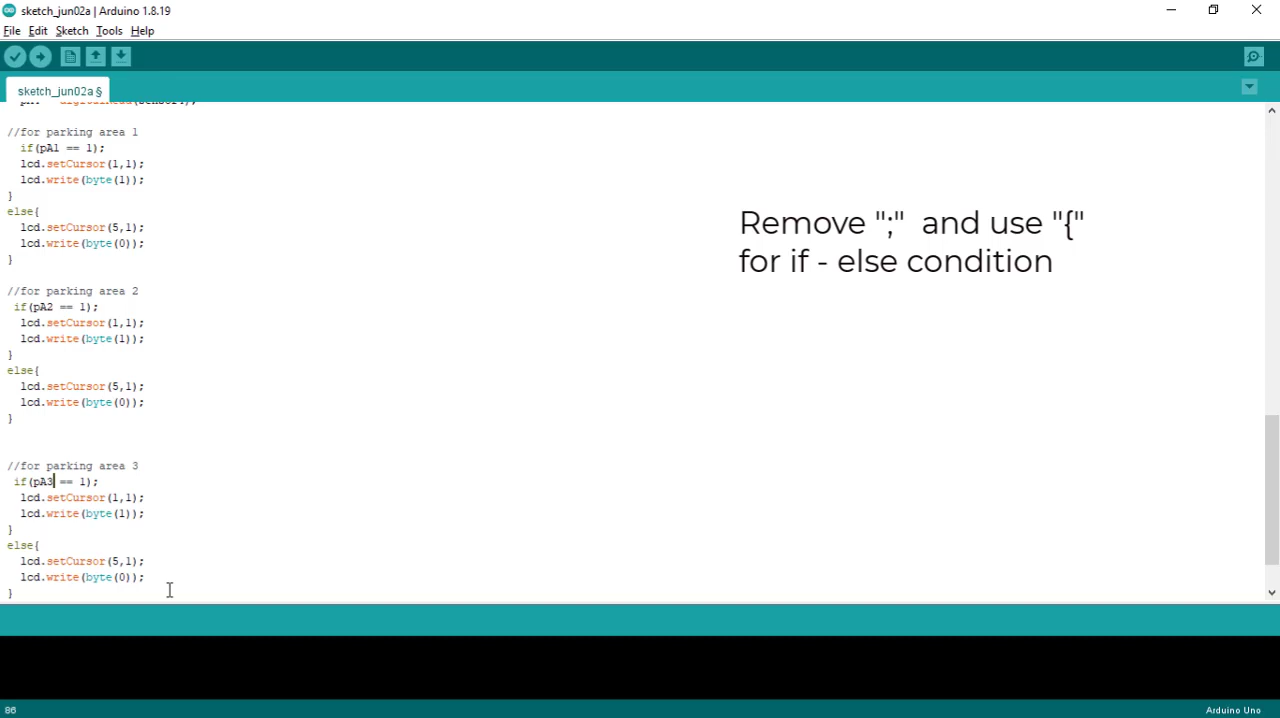 sketch_jun02a | Arduino 1.8.19
File Edit Sketch Tools Help
sketch_jun02a §
//for parking area 1
if(pA1 == 1);
lcd.setCursor(1,1);
lcd.write(byte(1));
}
else{
lcd.setCursor(5,1);
lcd.write(byte(0));
}
Remove ";" and use "{"
for if - else condition
//for parking area 2
if(pA2 == 1);
lcd.setCursor(1,1);
lcd.write(byte(1));
}
else{
lcd.setCursor(5,1);
lcd.write(byte(0));
}
//for parking area 3
if(pA3 == 1);
lcd.setCursor(1,1);
lcd.write(byte(1));
}
else{
lcd.setCursor(5,1);
lcd.write(byte(0));
}
86
Arduino Uno